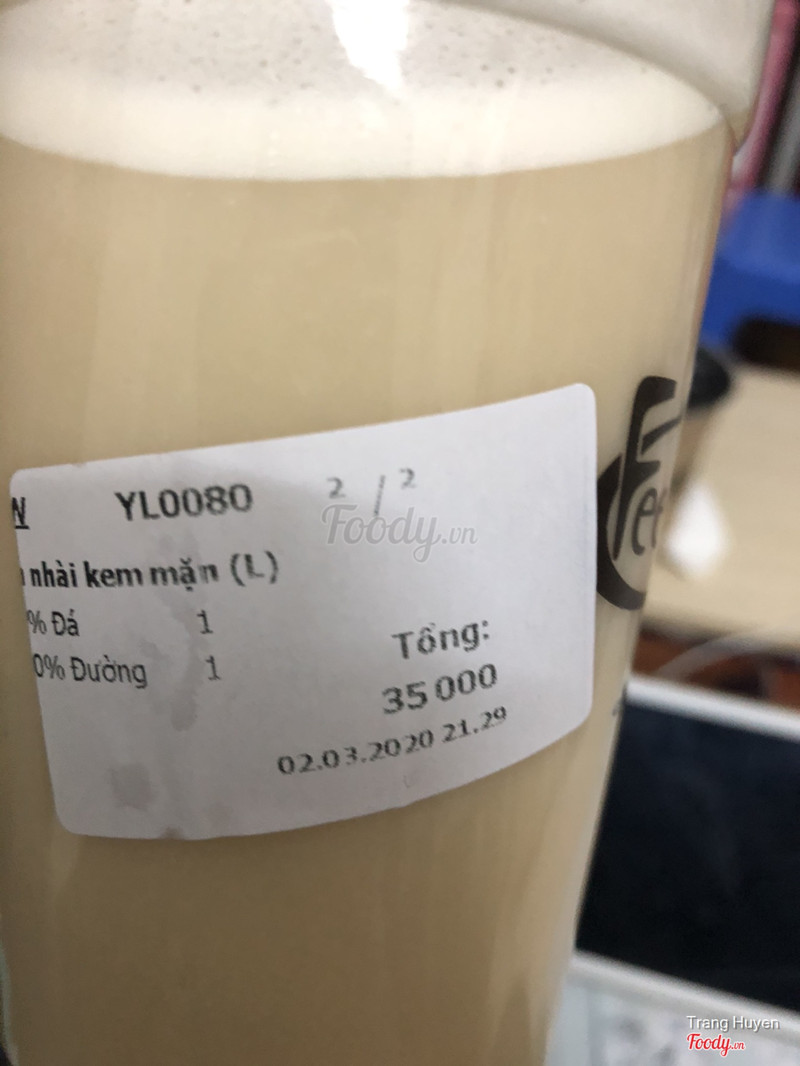 YL0080 2 / 2
nhài kem mặn (L)
% Đá 1
0% Đường 1
Tổng:
35 000
02.03.2020 21.29
Fee
Foody.vn
Trang Huyen
Foody.vn